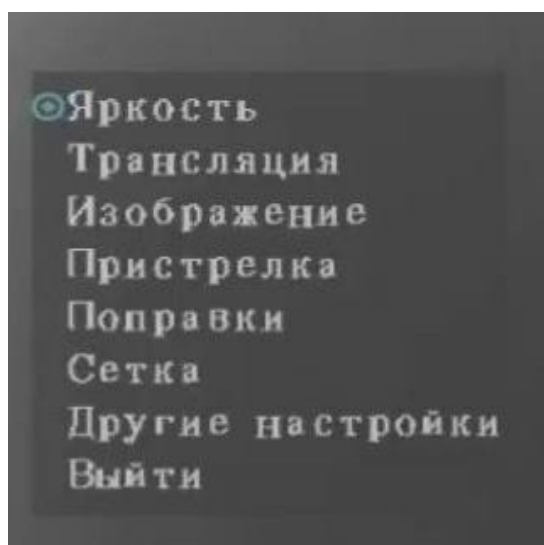 Яркость
Трансляция
Изображение
Пристрелка
Поправки
Сетка
Другие настройки
Выйти